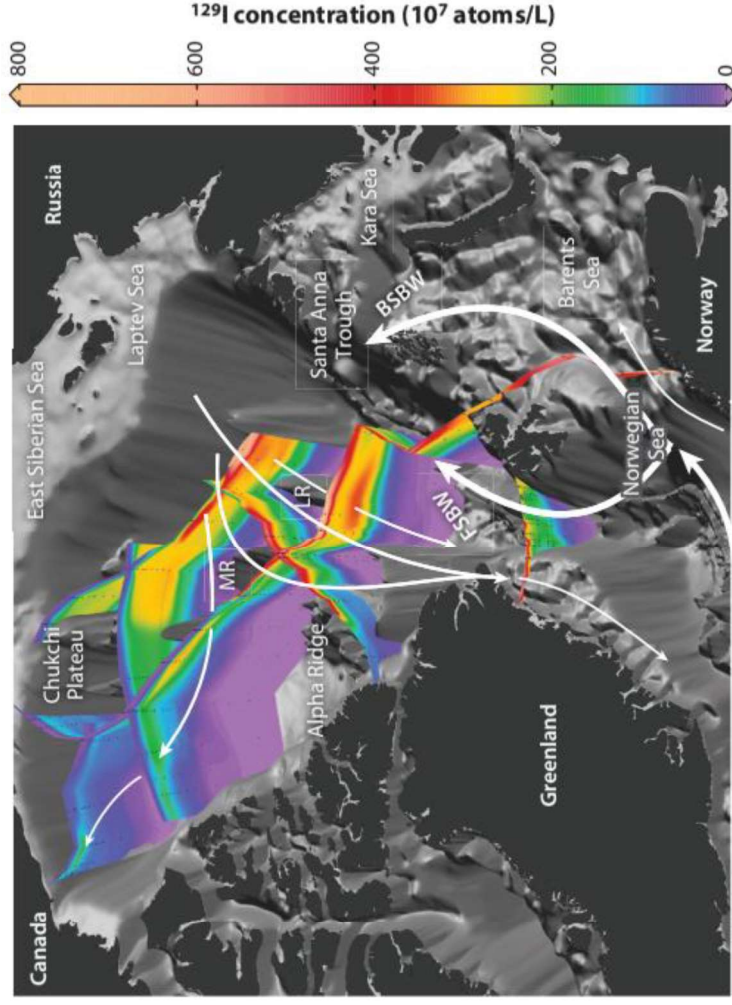 ¹²⁹I concentration (10⁷ atoms/L)
800
600
400
200
0
Russia
East Siberian Sea
Laptev Sea
Kara Sea
Santa Anna
Trough
BSBW
Barents
Sea
Norway
Norwegian
Sea
FSBW
LR
MR
Chukchi
Plateau
Alpha Ridge
Greenland
Canada